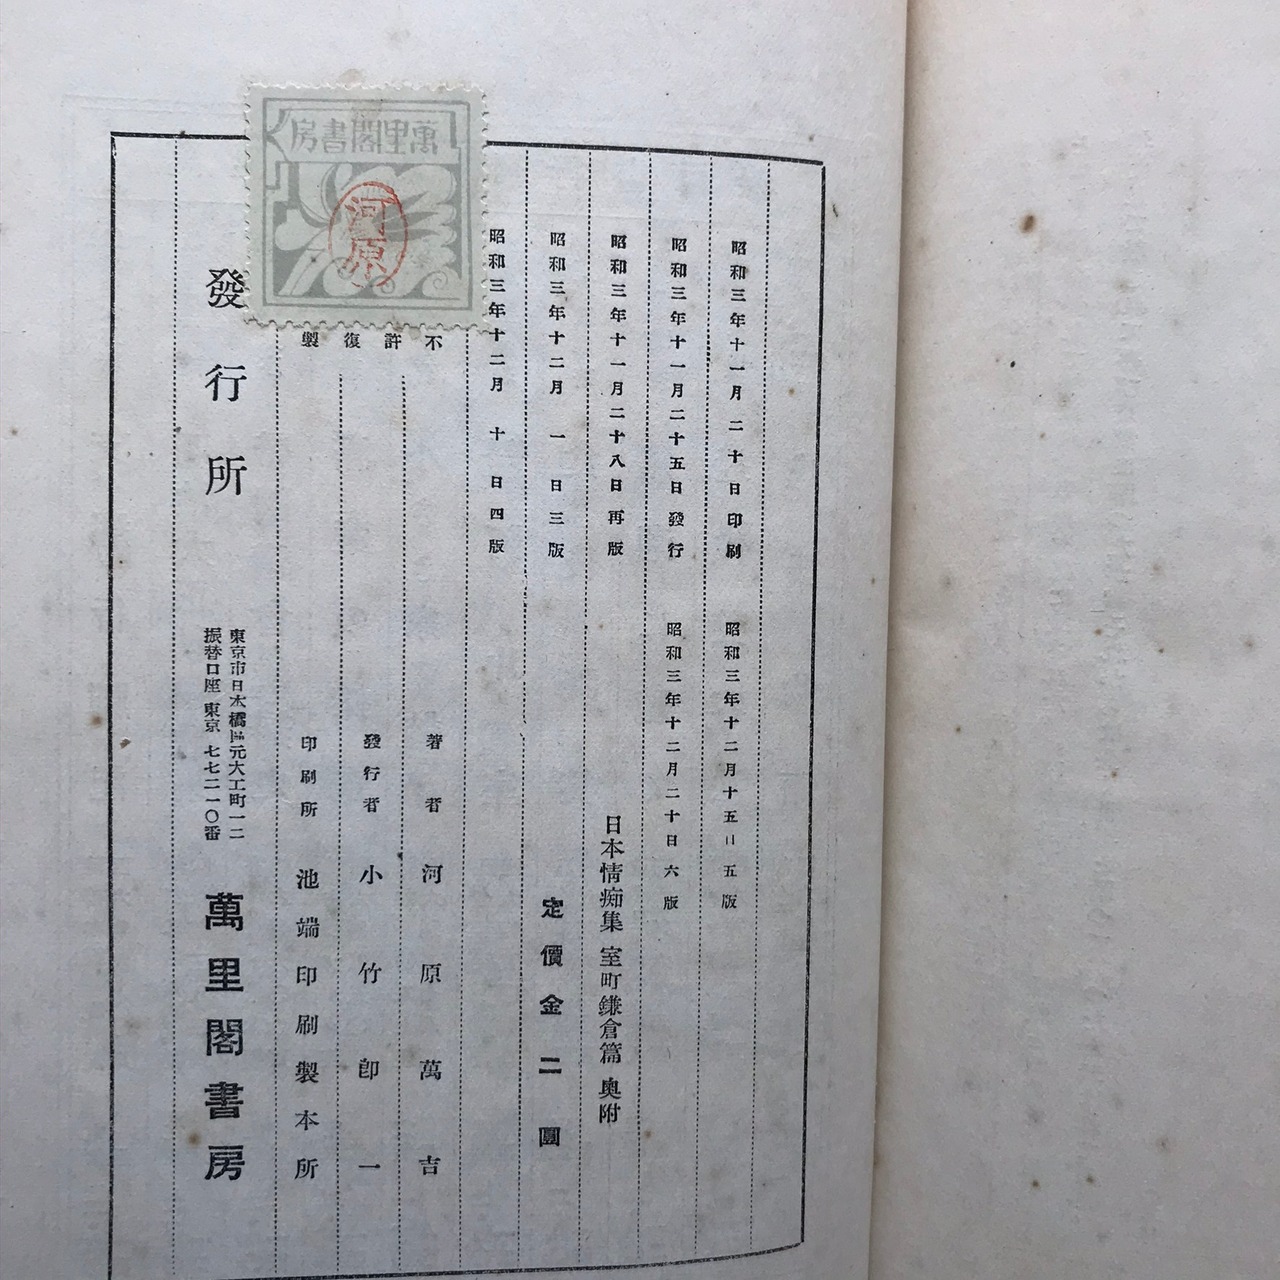 昭和三年十一月二十日印刷
昭和三年十二月十五日五版
昭和三年十一月二十五日發行
昭和三年十二月二十日六版
昭和三年十一月二十八日再版
日本情痴集 室町鎌倉篇 奥附
昭和三年十二月 一日三版
定價金二圓
昭和三年十二月 十日四版
萬里閣書房
河原
不許復製
著者 河原萬吉
發行者 小竹卽一
印刷所 池端印刷製本所
發行所
東京市日本橋區元大工町一二
振替口座東京七七二一〇番
萬里閣書房